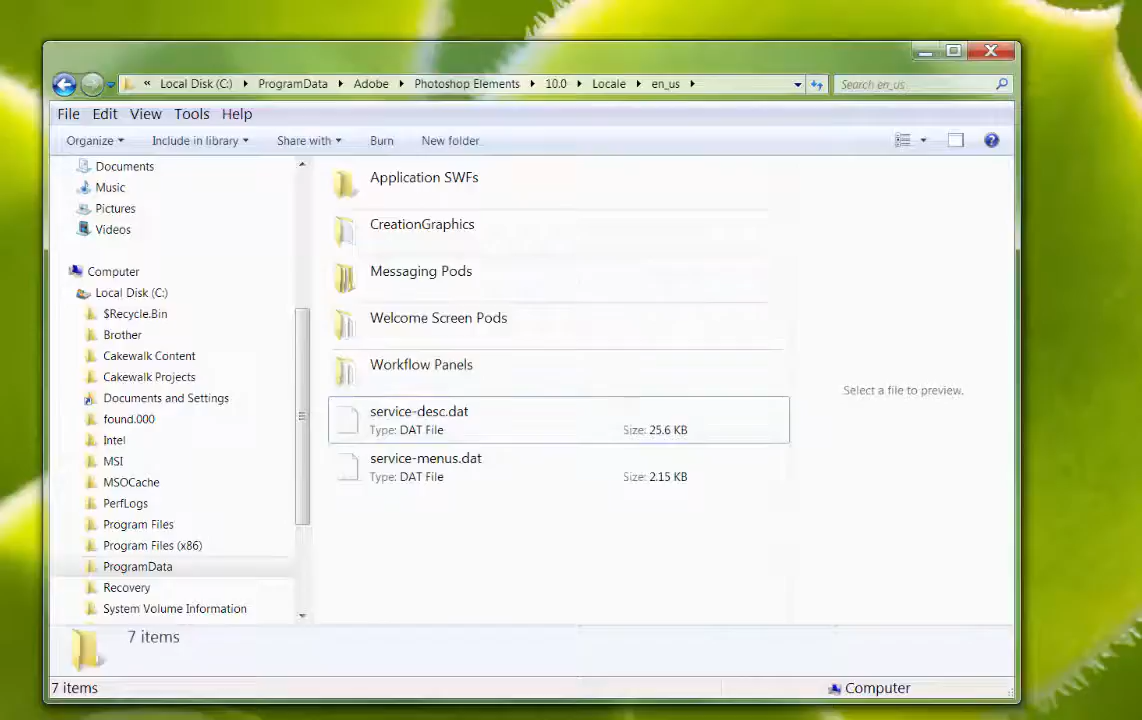 « Local Disk (C:) ProgramData Adobe Photoshop Elements 10.0 Locale en_us
Search en_us
File Edit View Tools Help
Organize Include in library Share with Burn New folder
Documents
Music
Pictures
Videos
Computer
Local Disk (C:)
$Recycle.Bin
Brother
Cakewalk Content
Cakewalk Projects
Documents and Settings
found.000
Intel
MSI
MSOCache
PerfLogs
Program Files
Program Files (x86)
ProgramData
Recovery
System Volume Information
Application SWFs
CreationGraphics
Messaging Pods
Welcome Screen Pods
Workflow Panels
service-desc.dat
Type: DAT File Size: 25.6 KB
service-menus.dat
Type: DAT File Size: 2.15 KB
Select a file to preview.
7 items
7 items Computer